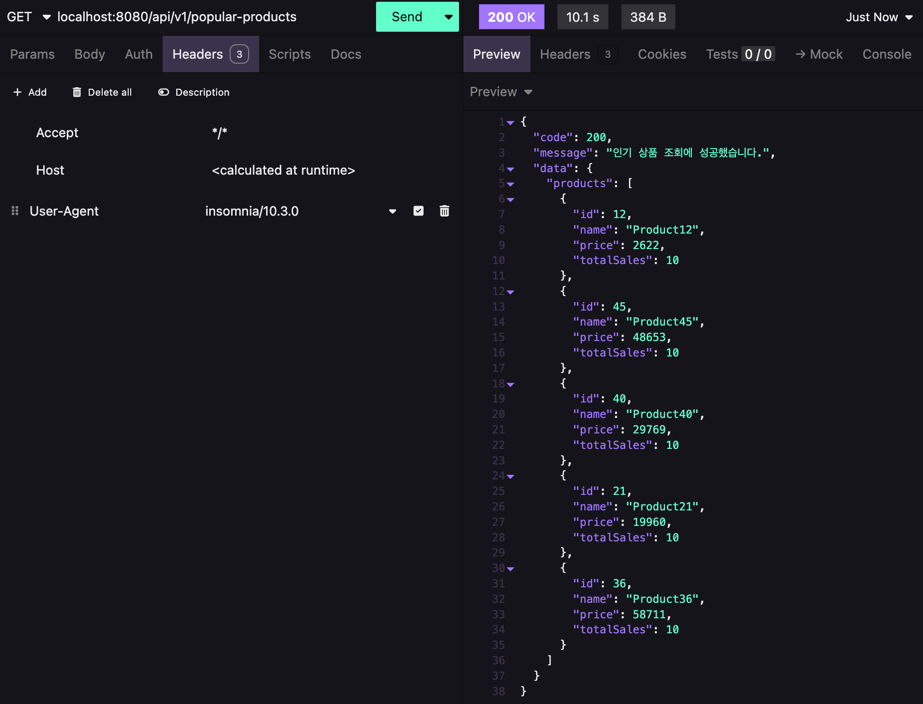 GET localhost:8080/api/v1/popular-products Send 200 OK 10.1 s 384 B Just Now
Params Body Auth Headers 3 Scripts Docs
+ Add Delete all Description
Accept */*
Host <calculated at runtime>
User-Agent insomnia/10.3.0
Preview Headers 3 Cookies Tests 0 / 0 → Mock Console
Preview
1 {
2 "code": 200,
3 "message": "인기 상품 조회에 성공했습니다.",
4 "data": {
5 "products": [
6 {
7 "id": 12,
8 "name": "Product12",
9 "price": 2622,
10 "totalSales": 10
11 },
12 {
13 "id": 45,
14 "name": "Product45",
15 "price": 48653,
16 "totalSales": 10
17 },
18 {
19 "id": 40,
20 "name": "Product40",
21 "price": 29769,
22 "totalSales": 10
23 },
24 {
25 "id": 21,
26 "name": "Product21",
27 "price": 19960,
28 "totalSales": 10
29 },
30 {
31 "id": 36,
32 "name": "Product36",
33 "price": 58711,
34 "totalSales": 10
35 }
36 ]
37 }
38 }